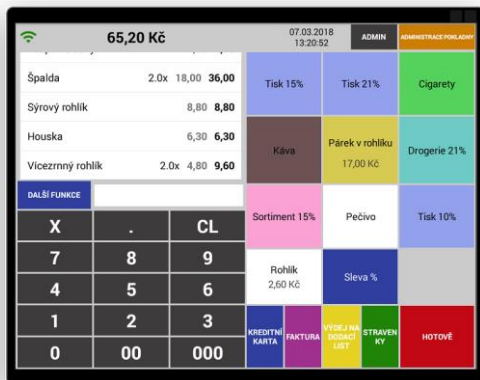 65,20 Kč
07.03.2018
13:20:52
ADMIN
ADMINISTRACE POKLADNY
Špalda 2.0x 18,00 36,00
Sýrový rohlík 8,80 8,80
Houska 6,30 6,30
Vícezrnný rohlík 2.0x 4,80 9,60
DALŠÍ FUNKCE
X . CL
7 8 9
4 5 6
1 2 3
0 00 000
Tisk 15% Tisk 21% Cigarety
Káva
Párek v rohlíku
17,00 Kč
Drogerie 21%
Sortiment 15% Pečivo Tisk 10%
Rohlík
2,60 Kč
Sleva %
KREDITNÍ
KARTA
FAKTURA
VÝDEJ NA
DODACÍ
LIST
STRAVEN
KY
HOTOVĚ